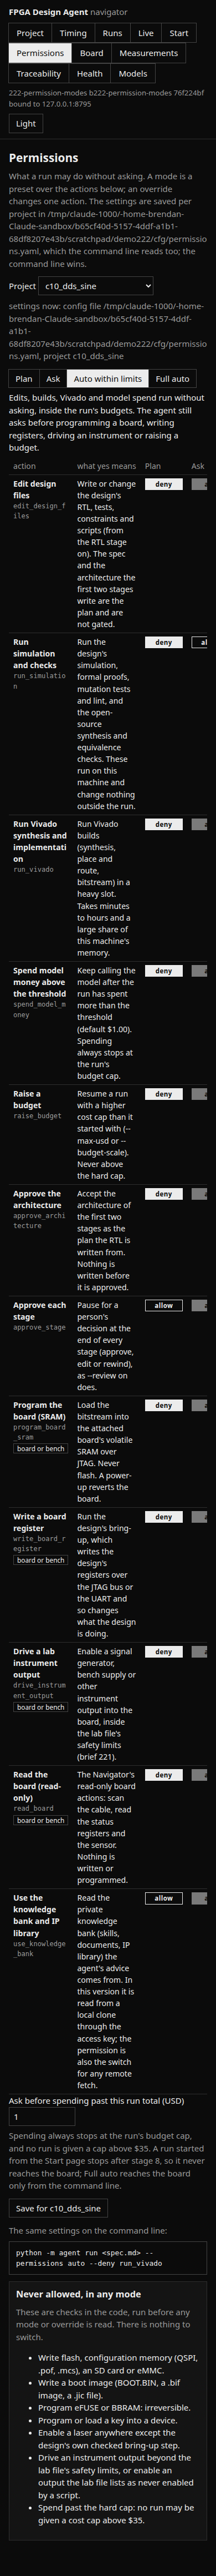 FPGA Design Agent navigator
Project Timing Runs Live Start
Permissions Board Measurements
Traceability Health Models
222-permission-modes b222-permission-modes 76f224bf
bound to 127.0.0.1:8795
Light
Permissions
What a run may do without asking. A mode is a
preset over the actions below; an override
changes one action. The settings are saved per
project in /tmp/claude-1000/-home-brendan-
Claude-sandbox/b65cf40d-5157-4ddf-a1b1-
68df8207e43b/scratchpad/demo222/cfg/permissio
ns.yaml, which the command line reads too; the
command line wins.
Project c10_dds_sine
settings now: config file /tmp/claude-1000/-home-
brendan-Claude-sandbox/b65cf40d-5157-4ddf-
a1b1-
68df8207e43b/scratchpad/demo222/cfg/permissio
ns.yaml, project c10_dds_sine
Plan Ask Auto within limits Full auto
Edits, builds, Vivado and model spend run without
asking, inside the run's budgets. The agent still
asks before programming a board, writing
registers, driving an instrument or raising a
budget.
action what yes means Plan Ask
Edit design
files
edit_design_f
iles
Write or change
the design's
RTL, tests,
constraints and
scripts (from
the RTL stage
on). The spec
and the
architecture the
first two stages
write are the
plan and are
not gated.
deny
Run
simulation
and checks
run_simulatio
n
Run the
design's
simulation,
formal proofs,
mutation tests
and lint, and
the open-
source
synthesis and
equivalence
checks. These
run on this
machine and
change nothing
outside the run.
deny
Run Vivado
synthesis and
implementati
on
run_vivado
Run Vivado
builds
(synthesis,
place and
route,
bitstream) in a
heavy slot.
Takes minutes
to hours and a
large share of
this machine's
memory.
deny
Spend model
money above
the threshold
spend_model_m
oney
Keep calling the
model after the
run has spent
more than the
threshold
(default $1.00).
Spending
always stops at
the run's
budget cap.
deny
Raise a
budget
raise_budget
Resume a run
with a higher
cost cap than it
started with (--
max-usd or --
budget-scale).
Never above
the hard cap.
deny
Approve the
architecture
approve_archi
tecture
Accept the
architecture of
the first two
stages as the
plan the RTL is
written from.
Nothing is
written before
it is approved.
deny
Approve each
stage
approve_stage
Pause for a
person's
decision at the
end of every
stage (approve,
edit or rewind),
as --review on
does.
allow
Program the
board (SRAM)
program_board
_sram
board or bench
Load the
bitstream into
the attached
board's volatile
SRAM over
JTAG. Never
flash. A power-
up reverts the
board.
deny
Write a board
register
write_board_r
egister
board or bench
Run the
design's bring-
up, which
writes the
design's
registers over
the JTAG bus or
the UART and
so changes
what the design
is doing.
deny
Drive a lab
instrument
output
drive_instrum
ent_output
board or bench
Enable a signal
generator,
bench supply or
other
instrument
output into the
board, inside
the lab file's
safety limits
(brief 221).
deny
Read the
board (read-
only)
read_board
board or bench
The Navigator's
read-only board
actions: scan
the cable, read
the status
registers and
the sensor.
Nothing is
written or
programmed.
deny
Use the
knowledge
bank and IP
library
use_knowledge
_bank
Read the
private
knowledge
bank (skills,
documents, IP
library) the
agent's advice
comes from. In
this version it is
read from a
local clone
through the
access key; the
permission is
also the switch
for any remote
fetch.
allow
Ask before spending past this run total (USD)
1
Spending always stops at the run's budget cap,
and no run is given a cap above $35. A run started
from the Start page stops after stage 8, so it never
reaches the board; Full auto reaches the board
only from the command line.
Save for c10_dds_sine
The same settings on the command line:
python -m agent run <spec.md> --
permissions auto --deny run_vivado
Never allowed, in any mode
These are checks in the code, run before any
mode or override is read. There is nothing to
switch.
• Write flash, configuration memory (QSPI,
.pof, .mcs), an SD card or eMMC.
• Write a boot image (BOOT.BIN, a .bif
image, a .jic file).
• Program eFUSE or BBRAM: irreversible.
• Program or load a key into a device.
• Enable a laser anywhere except the
design's own checked bring-up step.
• Drive an instrument output beyond the
lab file's safety limits, or enable an
output the lab file lists as never enabled
by a script.
• Spend past the hard cap: no run may be
given a cost cap above $35.